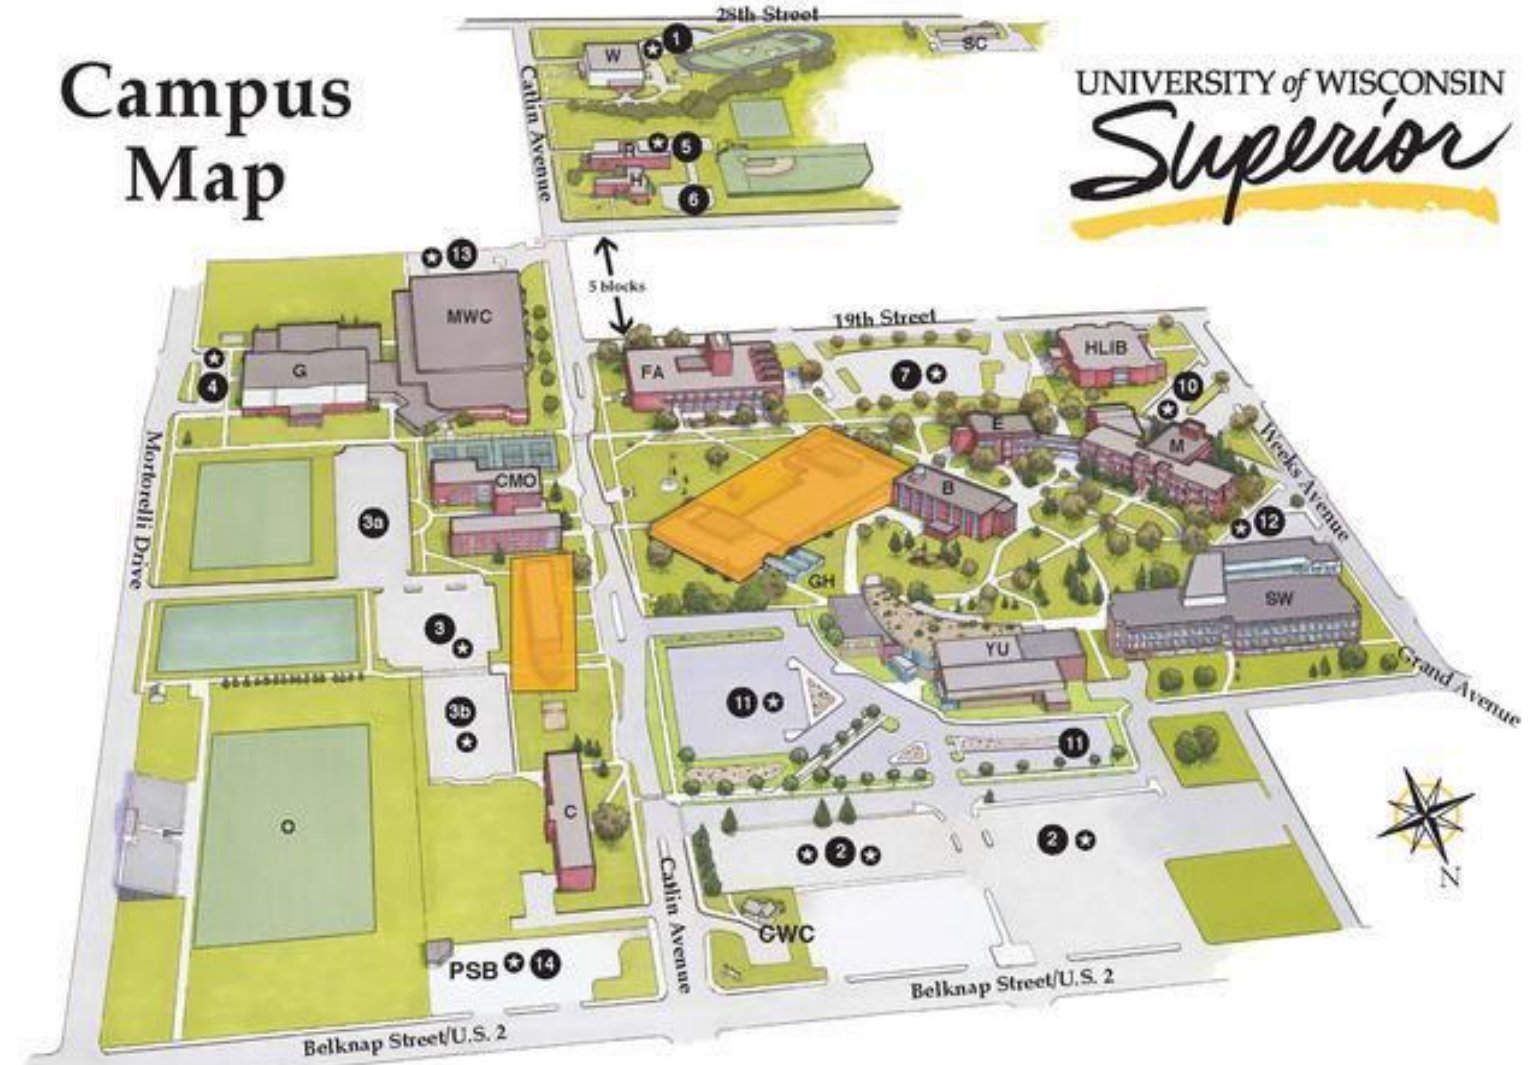 Campus
Map
28th Street
SC
W
1
Catlin Avenue
R
5
H
6
UNIVERSITY of WISCONSIN
Superior
5 blocks
13
MWC
G
4
19th Street
FA
7
HLIB
10
E
M
B
12
Weeks Avenue
CMO
3a
GH
SW
YU
3
3b
11
11
Grand Avenue
Mortorelli Drive
O
C
2
2
N
Catlin Avenue
CWC
PSB
14
Belknap Street/U.S. 2
Belknap Street/U.S. 2